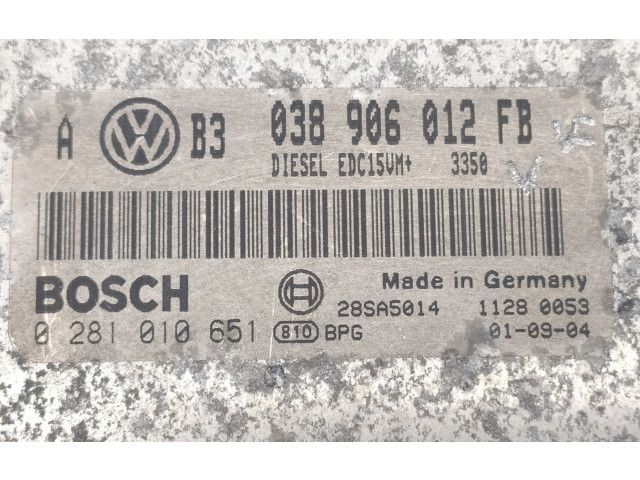 A VW B3 038 906 012 FB
DIESEL EDC15VM+ 3350
BOSCH Made in Germany
28SA5014 1128 0053
0 281 010 651 810 BPG 01-09-04